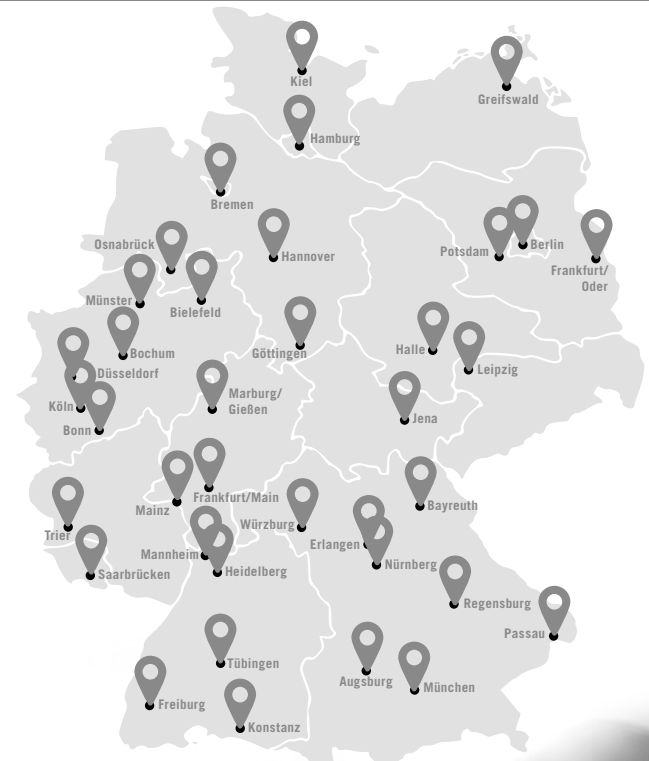 Kiel
Greifswald
Hamburg
Bremen
Osnabrück
Hannover
Potsdam
Berlin
Frankfurt/
Oder
Münster
Bielefeld
Bochum
Göttingen
Halle
Leipzig
Düsseldorf
Köln
Bonn
Marburg/
Gießen
Jena
Mainz
Frankfurt/Main
Würzburg
Bayreuth
Trier
Erlangen
Mannheim
Saarbrücken
Heidelberg
Nürnberg
Regensburg
Passau
Tübingen
Augsburg
München
Freiburg
Konstanz